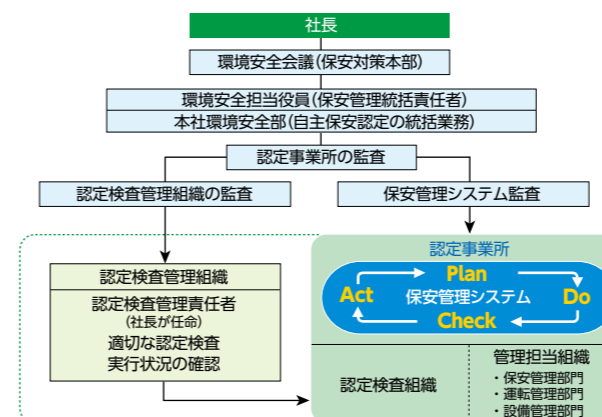 社長
環境安全会議(保安対策本部)
環境安全担当役員(保安管理統括責任者)
本社環境安全部(自主保安認定の統括業務)
認定事業所の監査
認定検査管理組織の監査
保安管理システム監査
認定検査管理組織
認定検査管理責任者
(社長が任命)
適切な認定検査
実行状況の確認
認定事業所
Plan
Act
保安管理システム
Do
Check
認定検査組織
管理担当組織
・保安管理部門
・運転管理部門
・設備管理部門